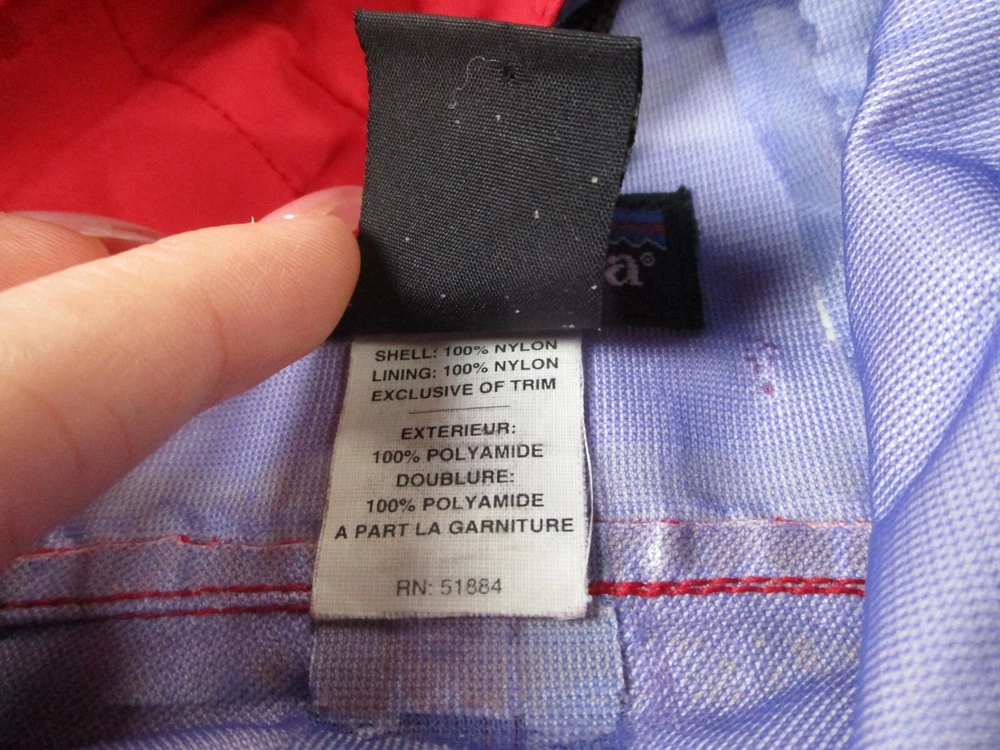 a®
SHELL: 100% NYLON
LINING: 100% NYLON
EXCLUSIVE OF TRIM
EXTERIEUR:
100% POLYAMIDE
DOUBLURE:
100% POLYAMIDE
A PART LA GARNITURE
RN: 51884